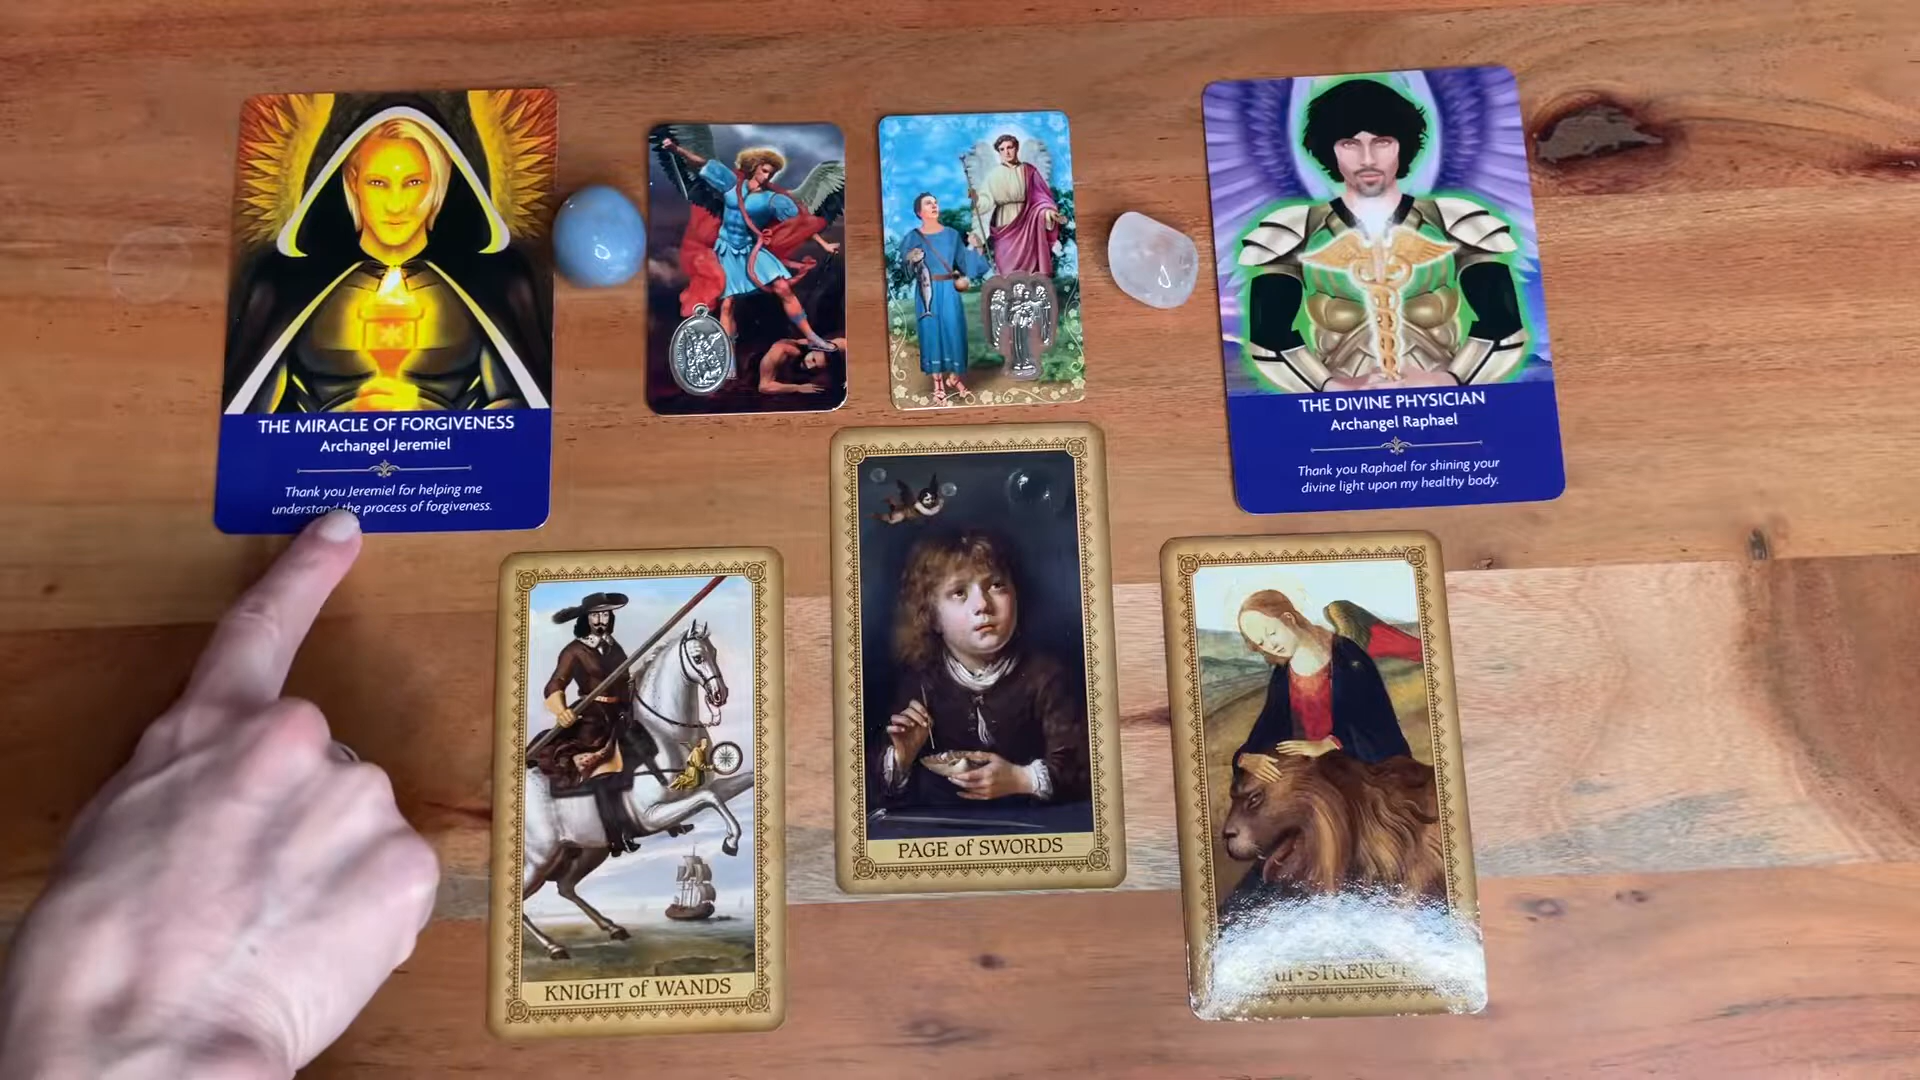 THE MIRACLE OF FORGIVENESS
Archangel Jeremiel
Thank you Jeremiel for helping me
understand the process of forgiveness.
THE DIVINE PHYSICIAN
Archangel Raphael
Thank you Raphael for shining your
divine light upon my healthy body.
KNIGHT of WANDS
PAGE of SWORDS
STRENGTH